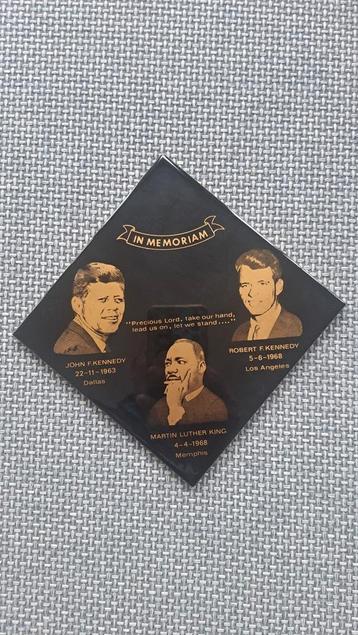 IN MEMORIAM
"Precious Lord, take our hand,
lead us on, let we stand...."
JOHN F. KENNEDY
22-11-1963
Dallas
ROBERT F. KENNEDY
5-6-1968
Los Angeles
MARTIN LUTHER KING
4-4-1968
Memphis